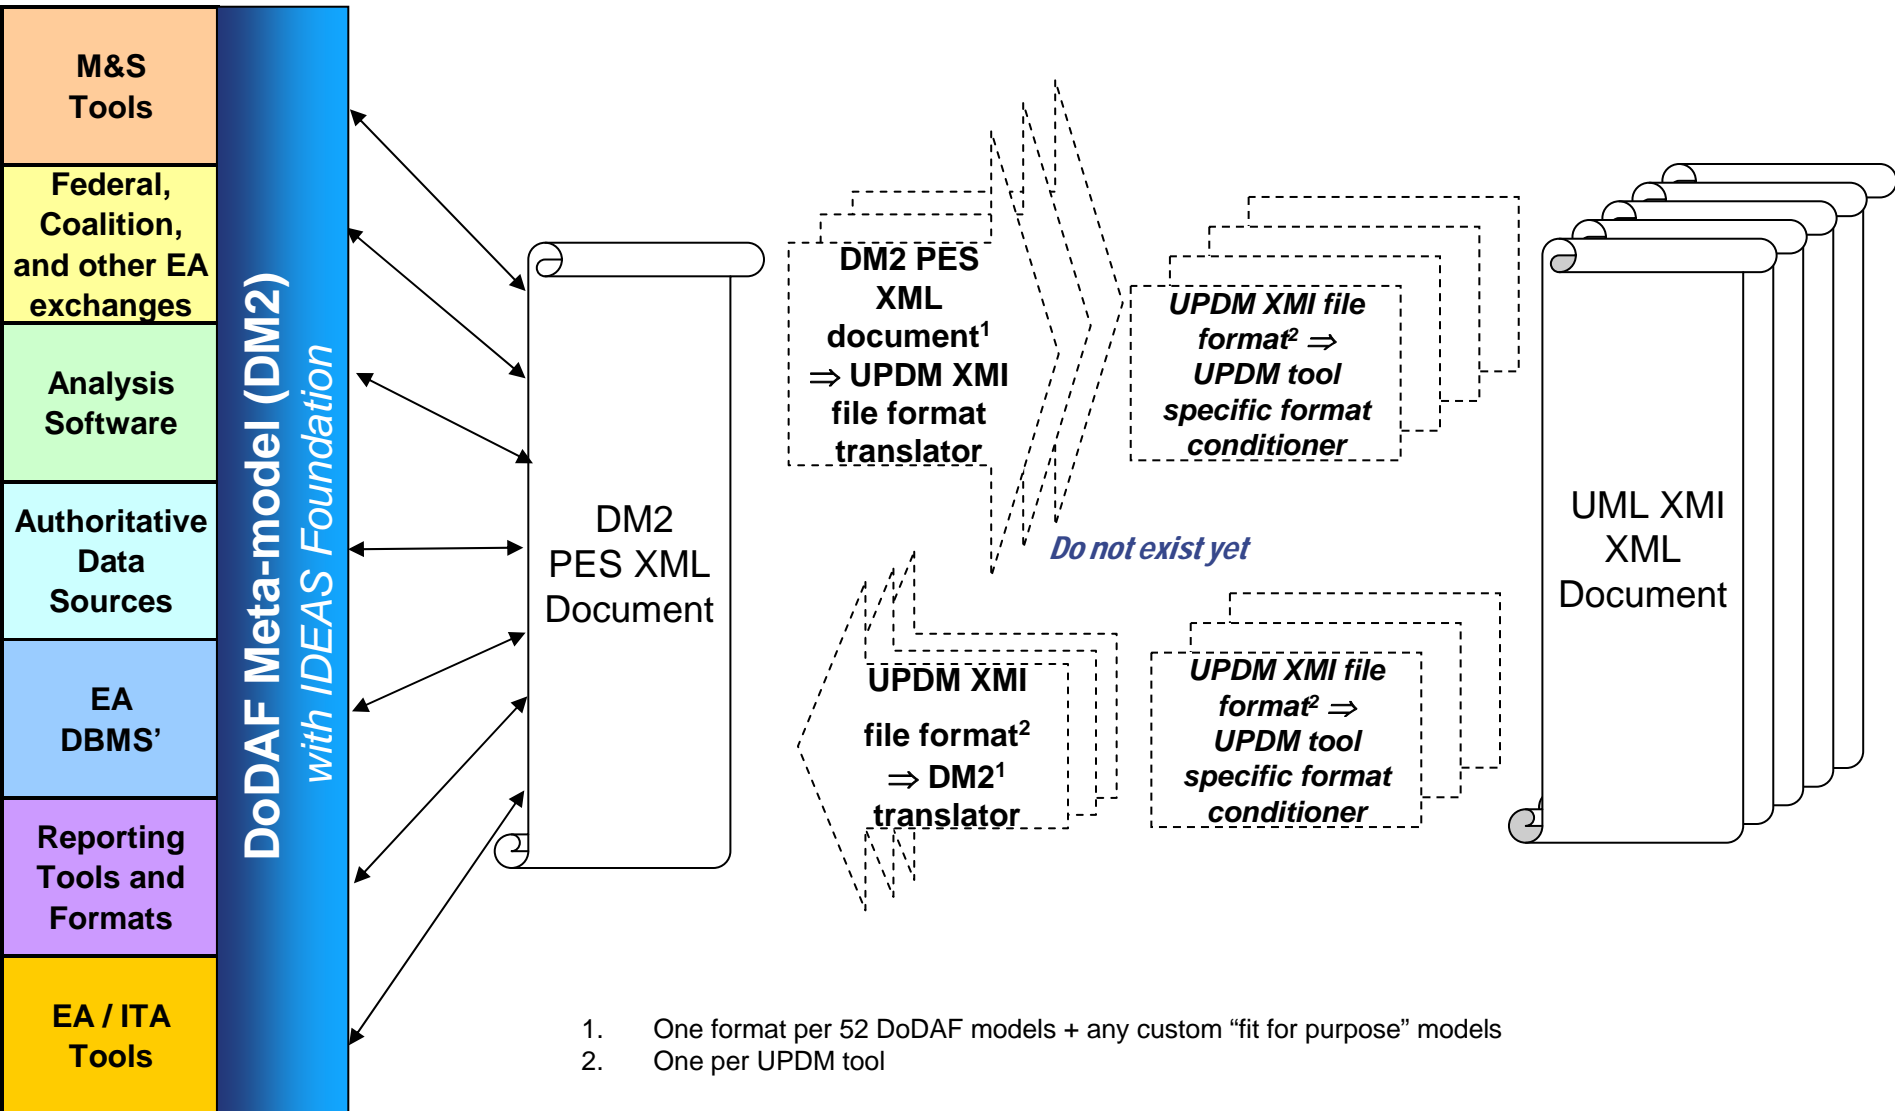 M&S
Tools
Federal,
Coalition,
and other EA
exchanges
Analysis
Software
Authoritative
Data
Sources
EA
DBMS’
Reporting
Tools and
Formats
EA / ITA
Tools
DoDAF Meta-model (DM2)
with IDEAS Foundation
DM2
PES XML
Document
DM2 PES
XML
document1
⇒ UPDM XMI
file format
translator
UPDM XMI file
format2 ⇒
UPDM tool
specific format
conditioner
Do not exist yet
UPDM XMI
file format2
⇒ DM21
translator
UPDM XMI file
format2 ⇒
UPDM tool
specific format
conditioner
UML XMI
XML
Document
1. One format per 52 DoDAF models + any custom “fit for purpose” models
2. One per UPDM tool